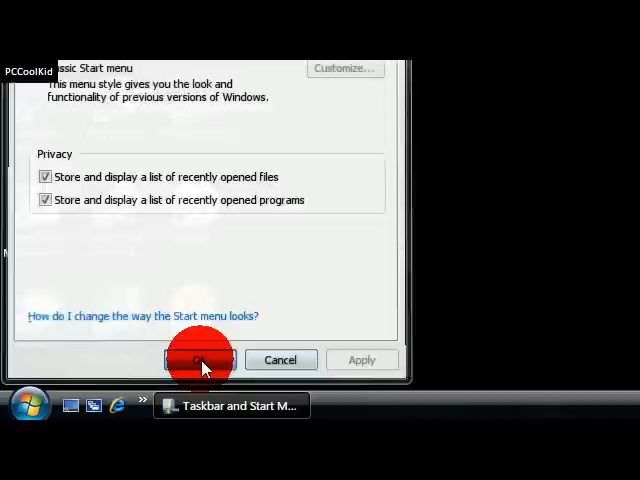 PCCoolKid
assic Start menu
Customize...
This menu style gives you the look and
functionality of previous versions of Windows.
Privacy
Store and display a list of recently opened files
Store and display a list of recently opened programs
How do I change the way the Start menu looks?
Cancel
Apply
Taskbar and Start M...